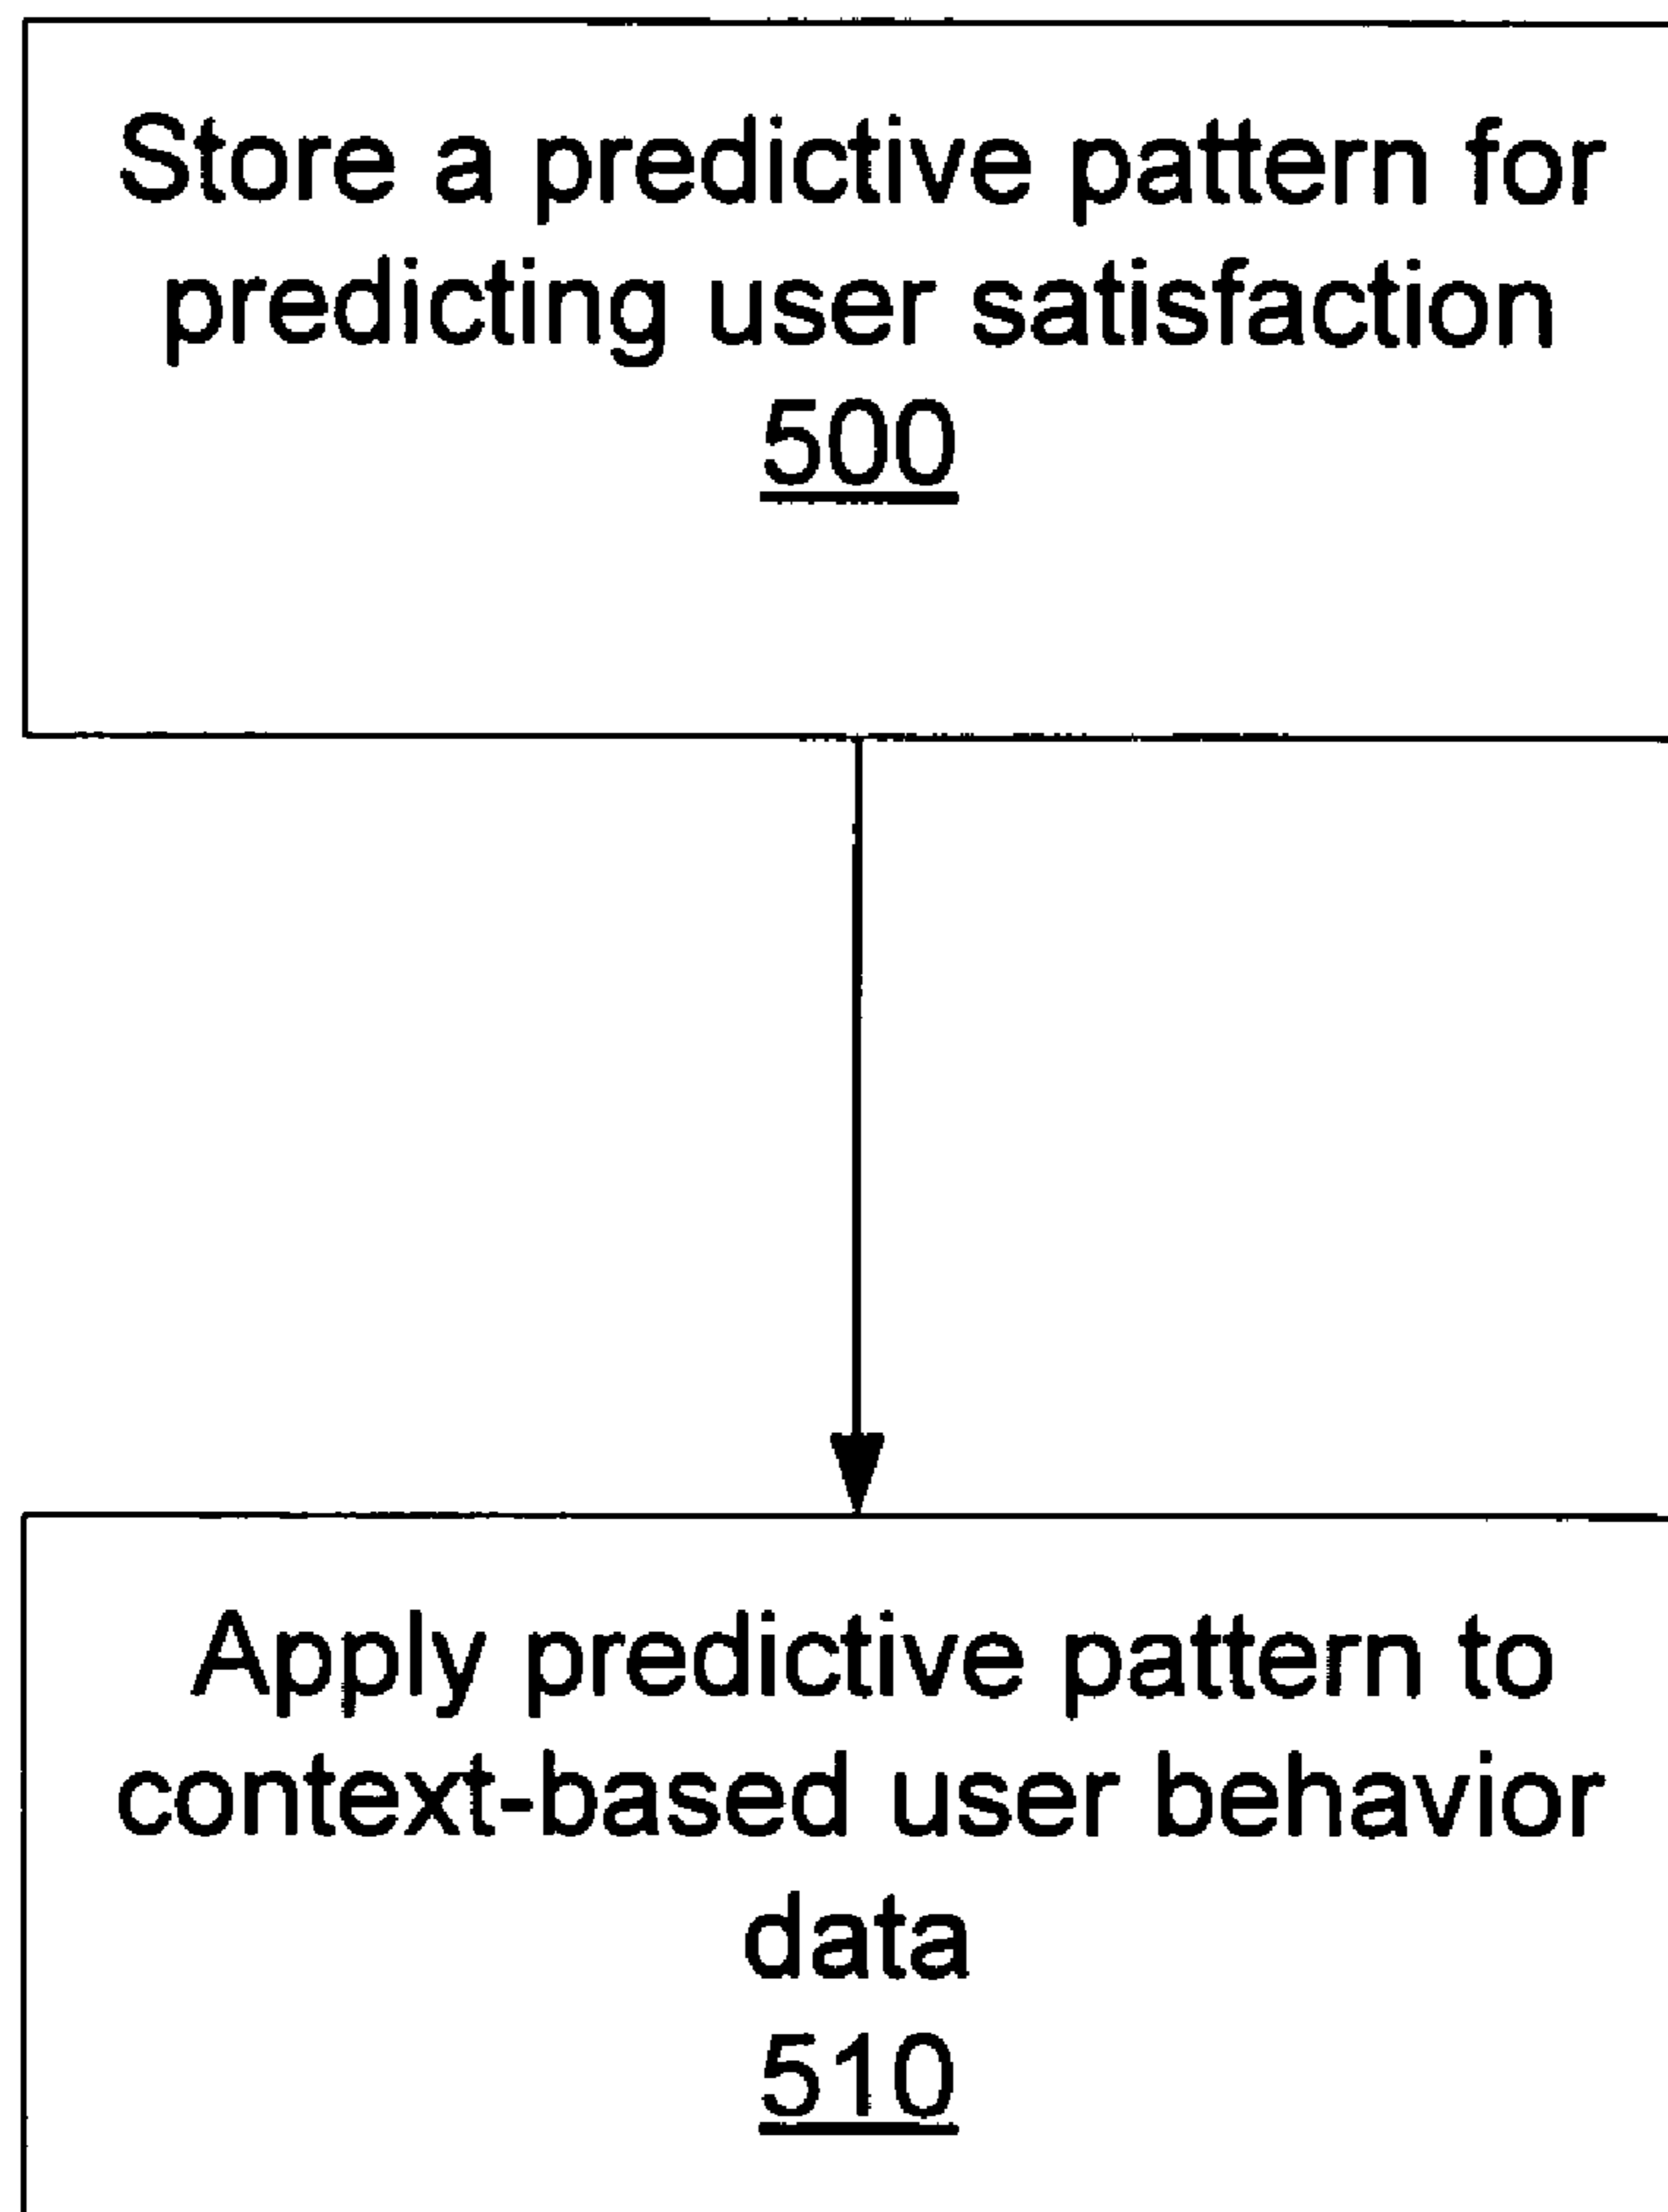 Store a predictive pattern for
predicting user satisfaction
500
Apply predictive pattern to
context-based user behavior
data
510